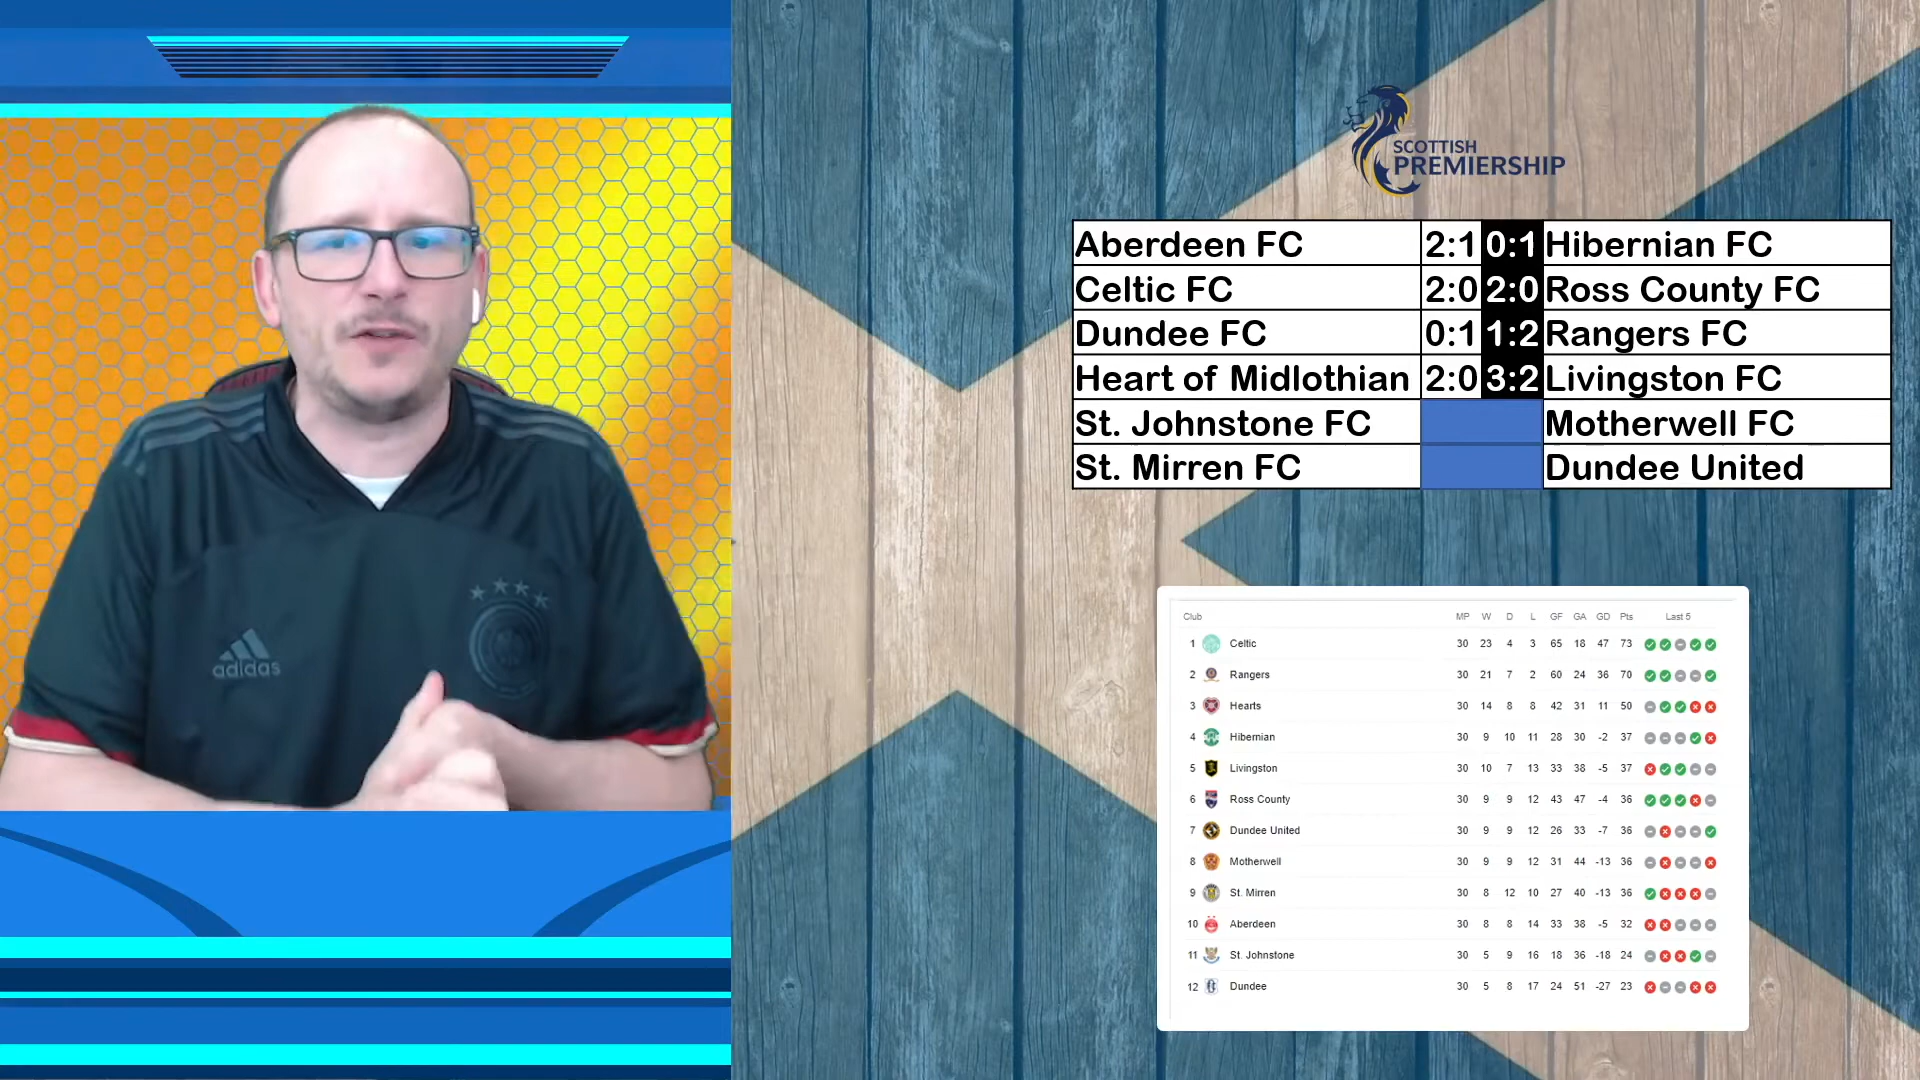 SCOTTISH
PREMIERSHIP
Aberdeen FC 2:1 0:1 Hibernian FC
Celtic FC 2:0 2:0 Ross County FC
Dundee FC 0:1 1:2 Rangers FC
Heart of Midlothian 2:0 3:2 Livingston FC
St. Johnstone FC Motherwell FC
St. Mirren FC Dundee United
adidas
Club MP W D L GF GA GD Pts Last 5
1 Celtic 30 23 4 3 65 18 47 73
2 Rangers 30 21 7 2 60 24 36 70
3 Hearts 30 14 8 8 42 31 11 50
4 Hibernian 30 9 10 11 28 30 -2 37
5 Livingston 30 10 7 13 33 38 -5 37
6 Ross County 30 9 9 12 43 47 -4 36
7 Dundee United 30 9 9 12 26 33 -7 36
8 Motherwell 30 9 9 12 31 44 -13 36
9 St. Mirren 30 8 12 10 27 40 -13 36
10 Aberdeen 30 8 8 14 33 38 -5 32
11 St. Johnstone 30 5 9 16 18 36 -18 24
12 Dundee 30 5 8 17 24 51 -27 23